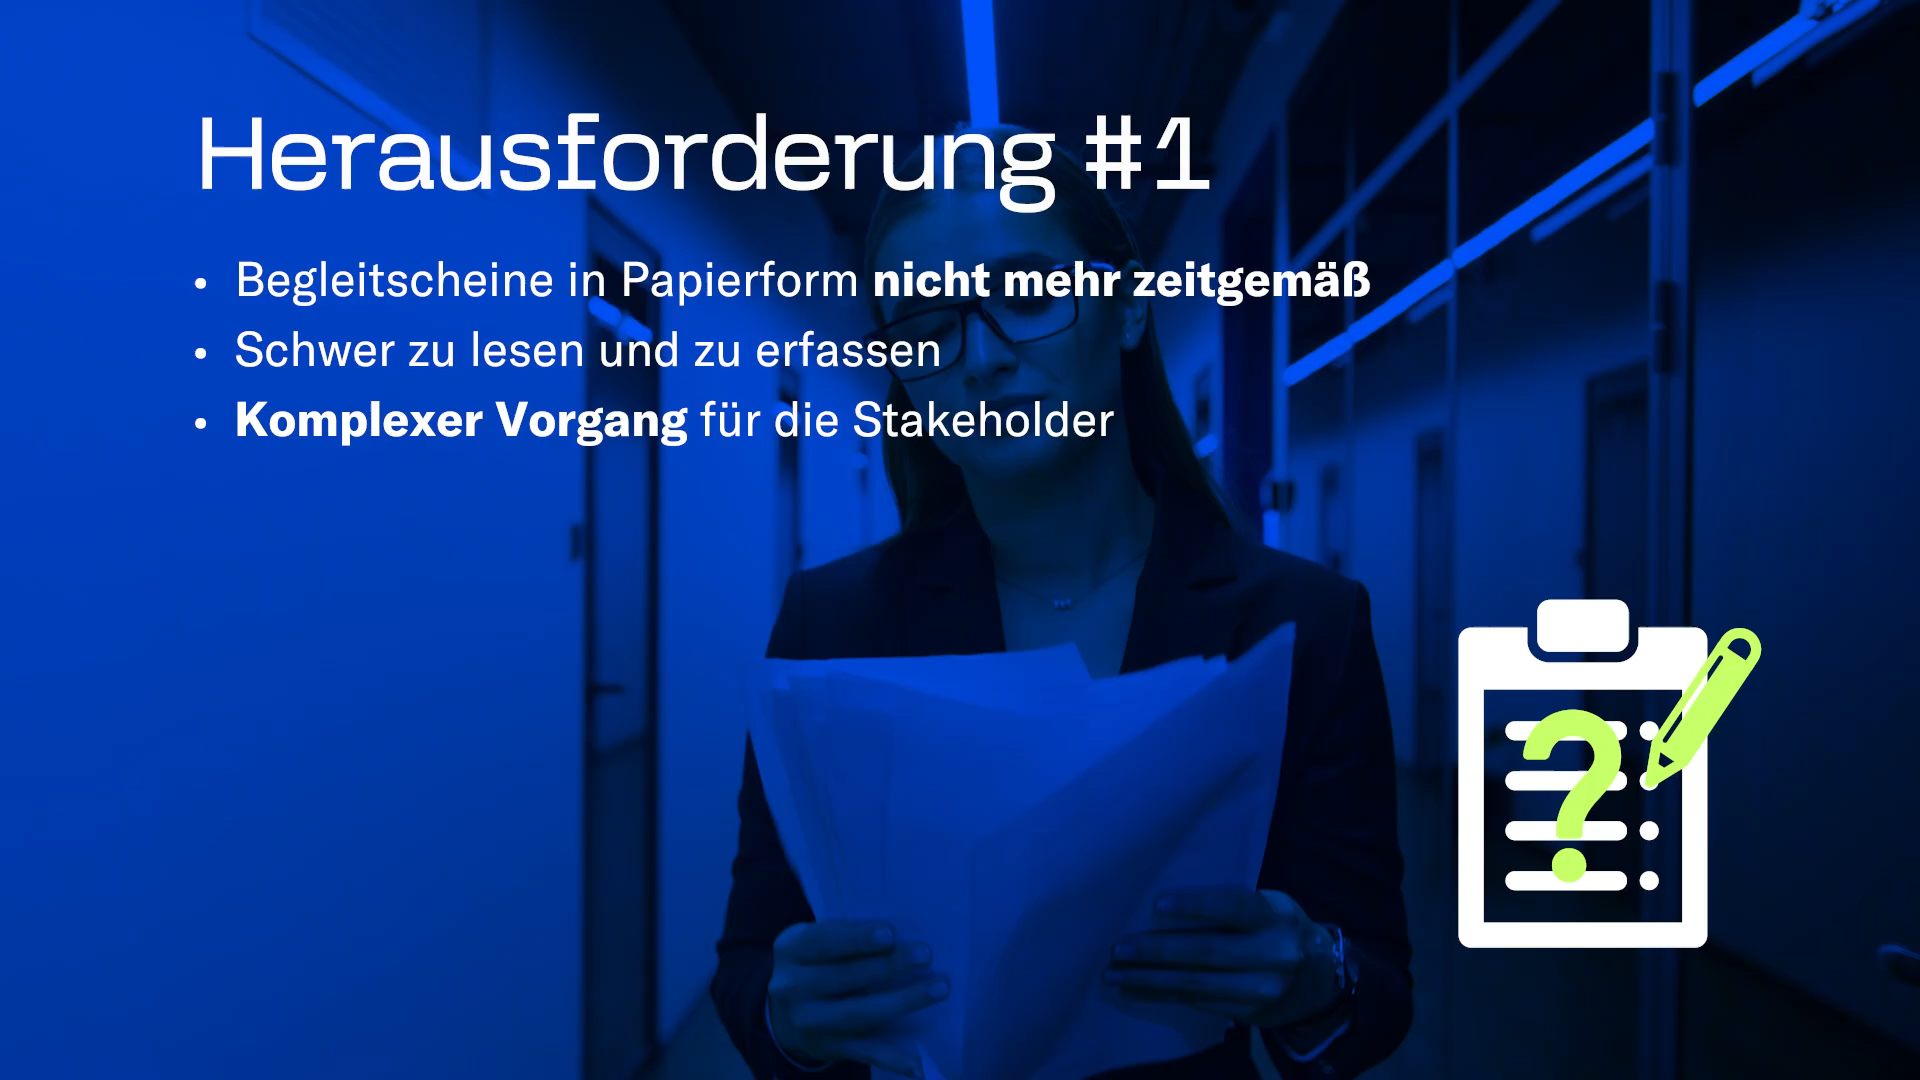 Herausforderung #1
• Begleitscheine in Papierform nicht mehr zeitgemäß
• Schwer zu lesen und zu erfassen
• Komplexer Vorgang für die Stakeholder
?